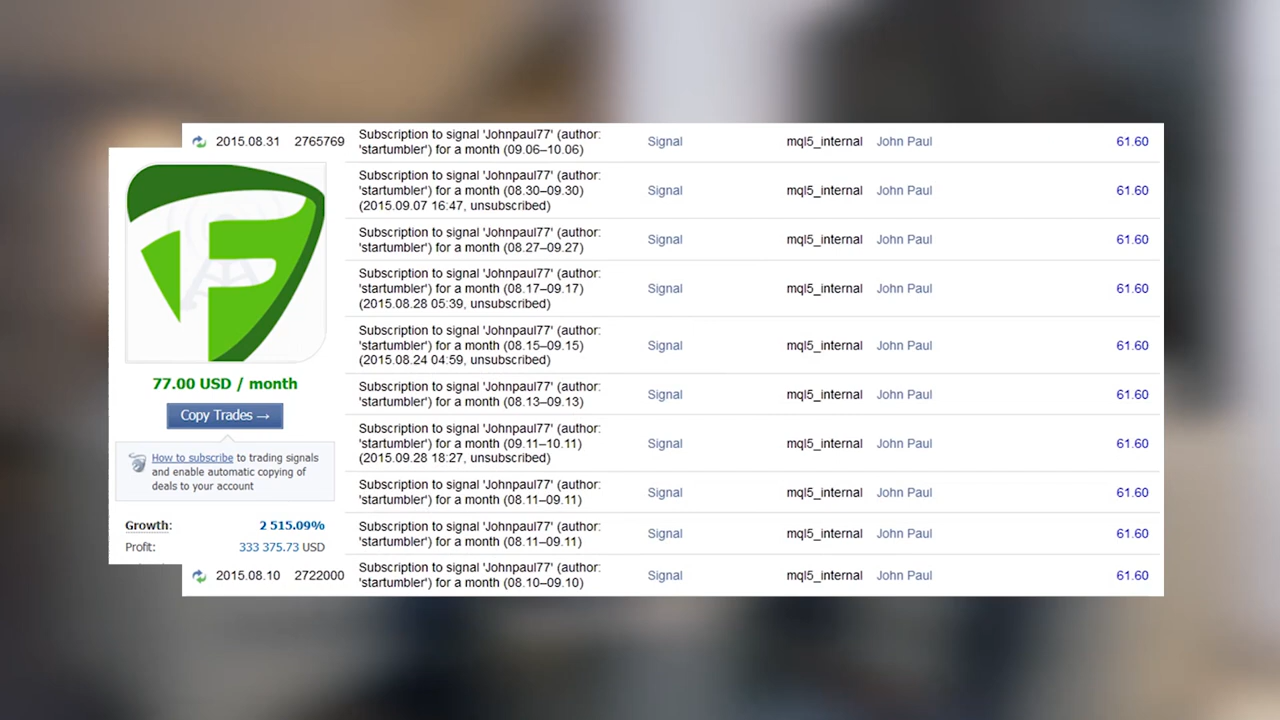 2015.08.31 2765769 Subscription to signal 'Johnpaul77' (author: Signal mql5_internal John Paul 61.60
'startumbler') for a month (09.06–10.06)
Subscription to signal 'Johnpaul77' (author:
'startumbler') for a month (08.30–09.30) Signal mql5_internal John Paul 61.60
(2015.09.07 16:47, unsubscribed)
Subscription to signal 'Johnpaul77' (author: Signal mql5_internal John Paul 61.60
'startumbler') for a month (08.27–09.27)
Subscription to signal 'Johnpaul77' (author:
'startumbler') for a month (08.17–09.17) Signal mql5_internal John Paul 61.60
(2015.08.28 05:39, unsubscribed)
Subscription to signal 'Johnpaul77' (author:
'startumbler') for a month (08.15–09.15) Signal mql5_internal John Paul 61.60
(2015.08.24 04:59, unsubscribed)
Subscription to signal 'Johnpaul77' (author: Signal mql5_internal John Paul 61.60
'startumbler') for a month (08.13–09.13)
Subscription to signal 'Johnpaul77' (author:
'startumbler') for a month (09.11–10.11) Signal mql5_internal John Paul 61.60
(2015.09.28 18:27, unsubscribed)
Subscription to signal 'Johnpaul77' (author: Signal mql5_internal John Paul 61.60
'startumbler') for a month (08.11–09.11)
Subscription to signal 'Johnpaul77' (author: Signal mql5_internal John Paul 61.60
'startumbler') for a month (08.11–09.11)
2015.08.10 2722000 Subscription to signal 'Johnpaul77' (author: Signal mql5_internal John Paul 61.60
'startumbler') for a month (08.10–09.10)
77.00 USD / month
Copy Trades →
How to subscribe to trading signals
and enable automatic copying of
deals to your account
Growth: 2 515.09%
Profit: 333 375.73 USD